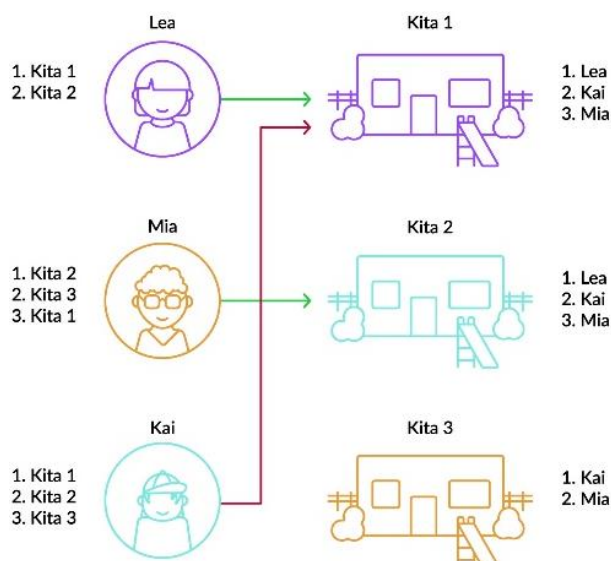 Lea
1. Kita 1
2. Kita 2
Kita 1
1. Lea
2. Kai
3. Mia
Mia
1. Kita 2
2. Kita 3
3. Kita 1
Kita 2
1. Lea
2. Kai
3. Mia
Kai
1. Kita 1
2. Kita 2
3. Kita 3
Kita 3
1. Kai
2. Mia